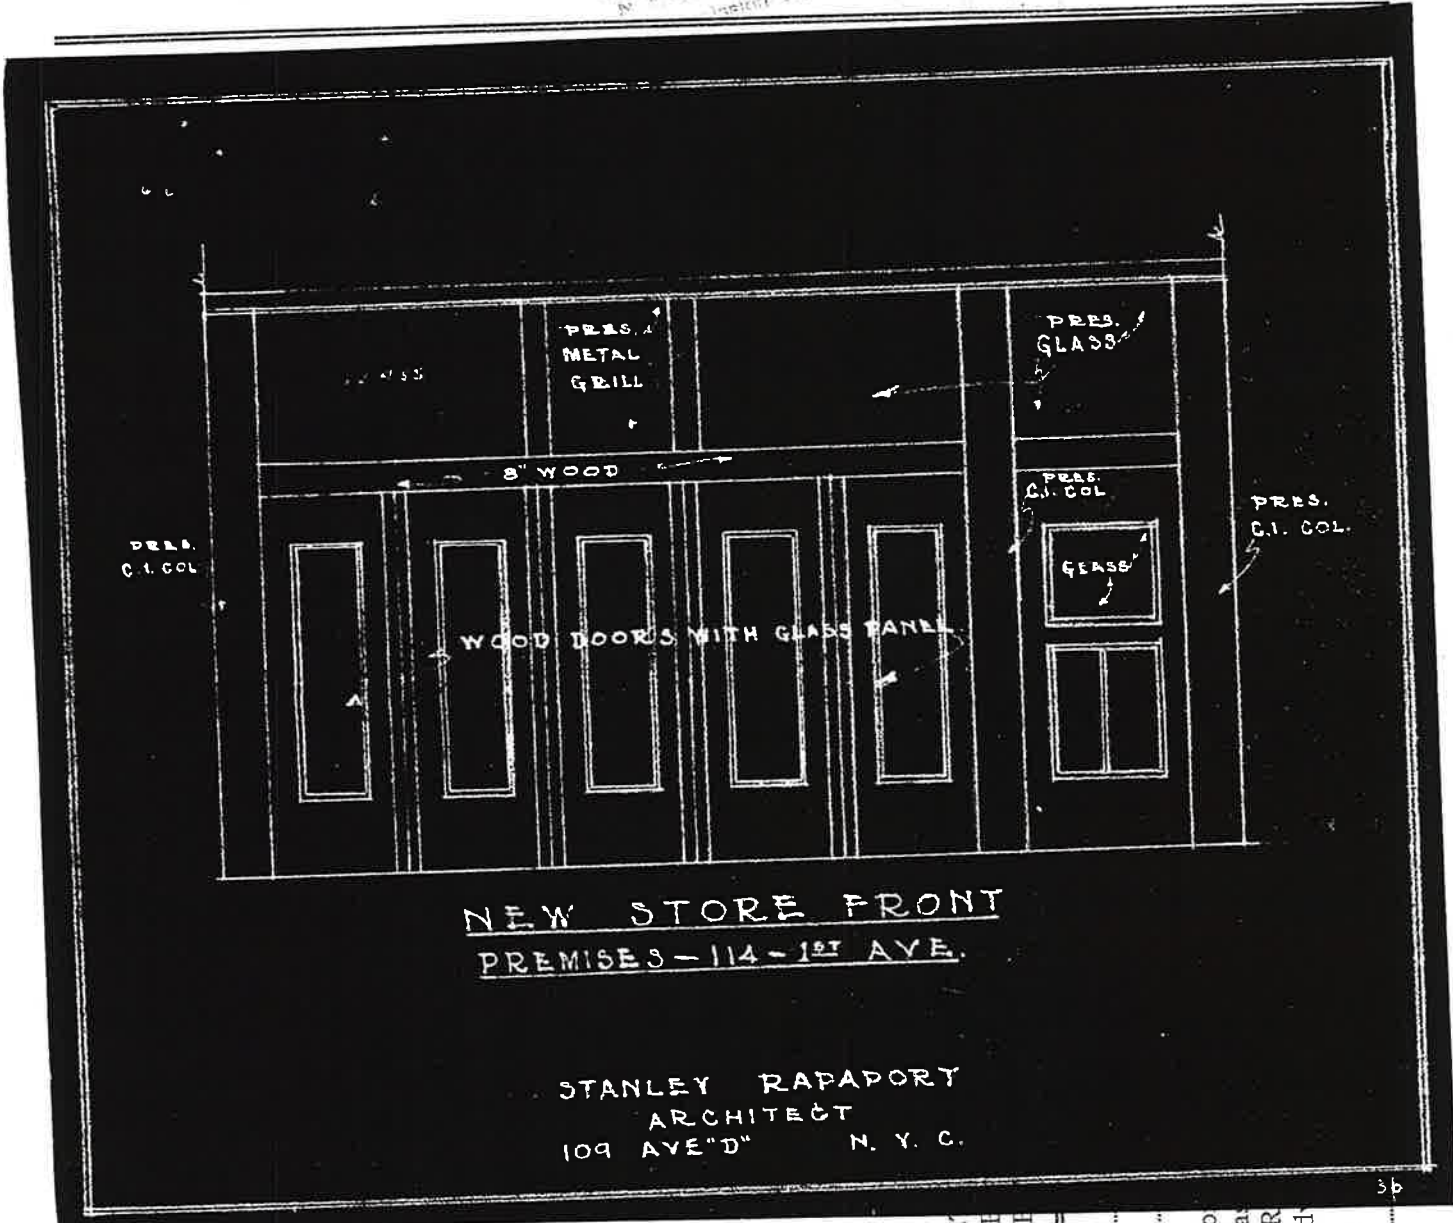 PRES.
METAL
GRILL
PRES.
GLASS
8" WOOD
PRES.
C.I. COL
PRES.
C.I. COL.
PRES.
C.I. COL
GLASS
WOOD DOORS WITH GLASS PANEL
NEW STORE FRONT
PREMISES - 114 - 1ST AVE.
STANLEY RAPAPORT
ARCHITECT
109 AVE "D" N. Y. C.